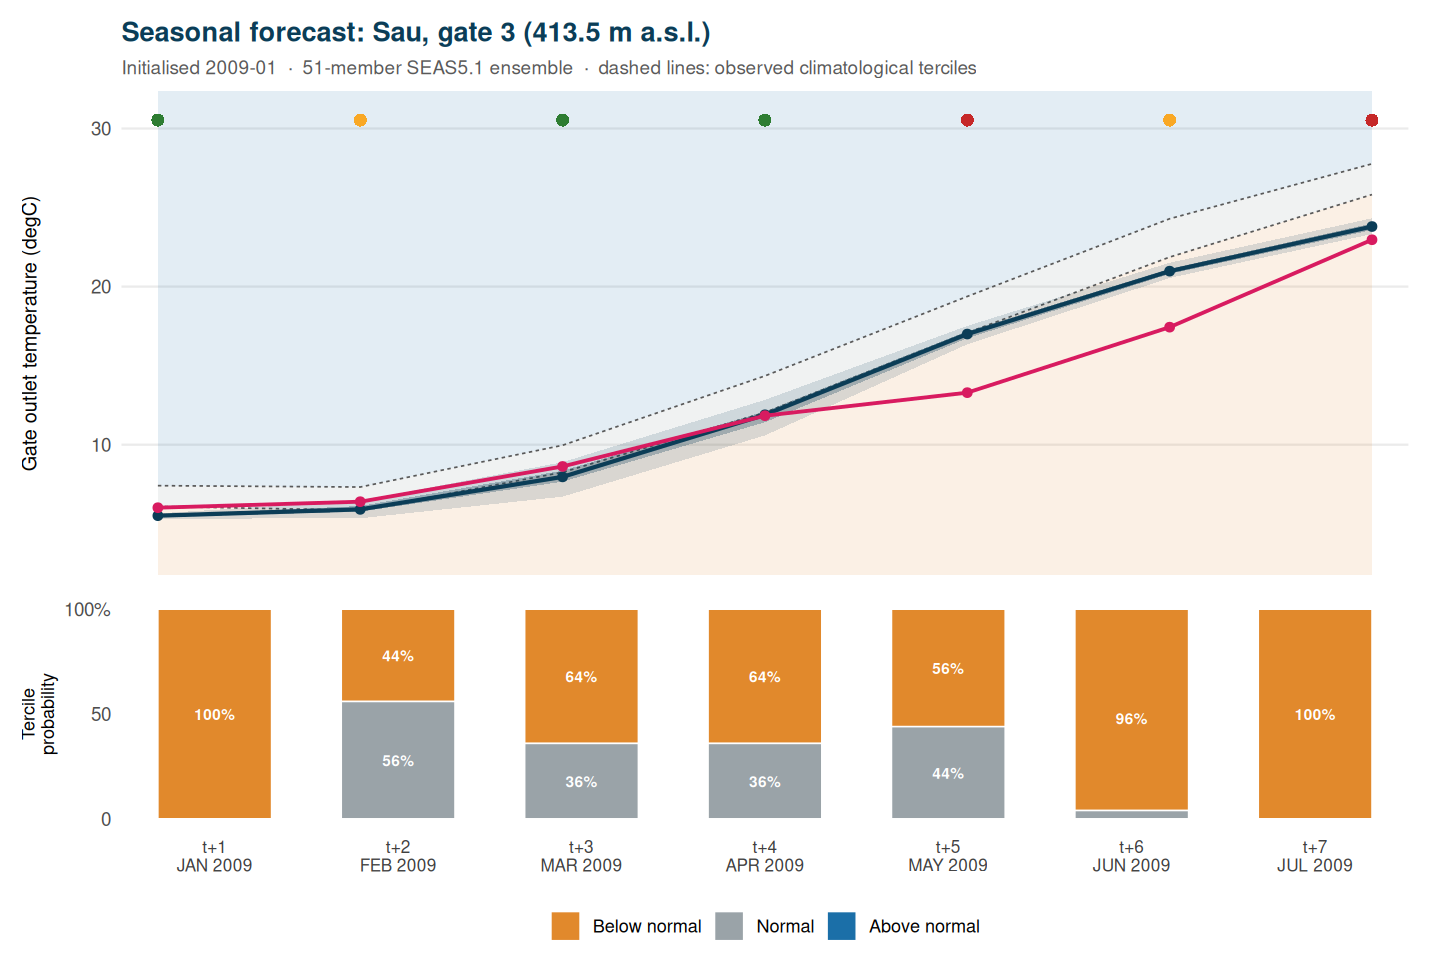 Seasonal forecast: Sau, gate 3 (413.5 m a.s.l.)
Initialised 2009-01 · 51-member SEAS5.1 ensemble · dashed lines: observed climatological terciles
Gate outlet temperature (degC)
30
20
10
Tercile
probability
100%
50
0
100%
44%
56%
64%
36%
64%
36%
56%
44%
96%
100%
t+1
JAN 2009
t+2
FEB 2009
t+3
MAR 2009
t+4
APR 2009
t+5
MAY 2009
t+6
JUN 2009
t+7
JUL 2009
Below normal
Normal
Above normal